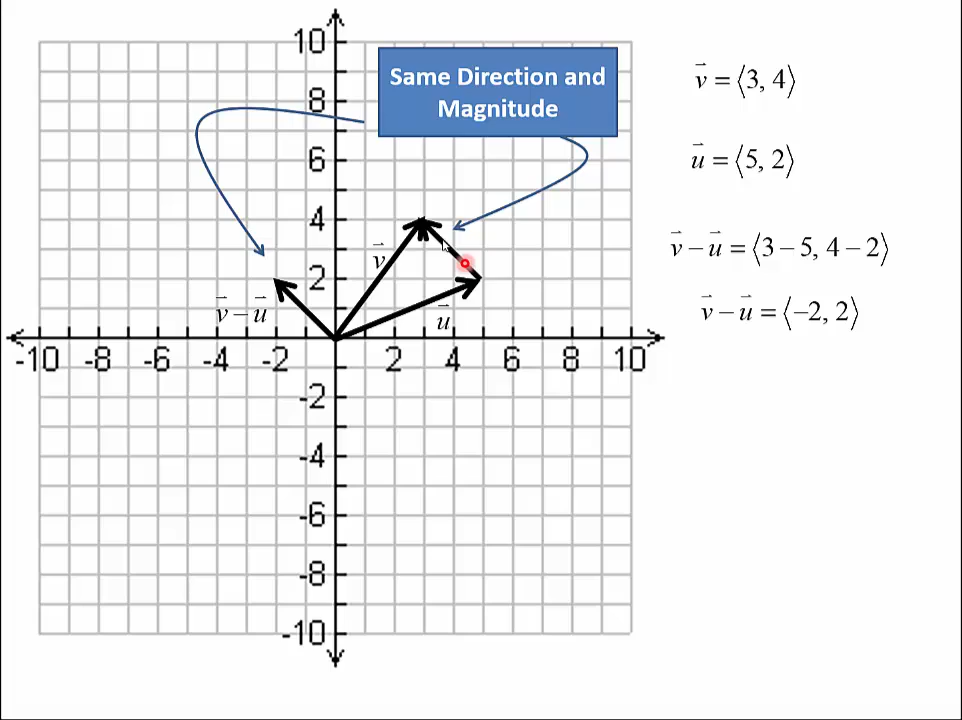 10
8
6
4
2
-10 -8 -6 -4 -2 2 4 6 8 10
-2
-4
-6
-8
-10
Same Direction and
Magnitude
v⃗
u⃗
v⃗ − u⃗
v⃗ = ⟨3, 4⟩
u⃗ = ⟨5, 2⟩
v⃗ − u⃗ = ⟨3 − 5, 4 − 2⟩
v⃗ − u⃗ = ⟨−2, 2⟩